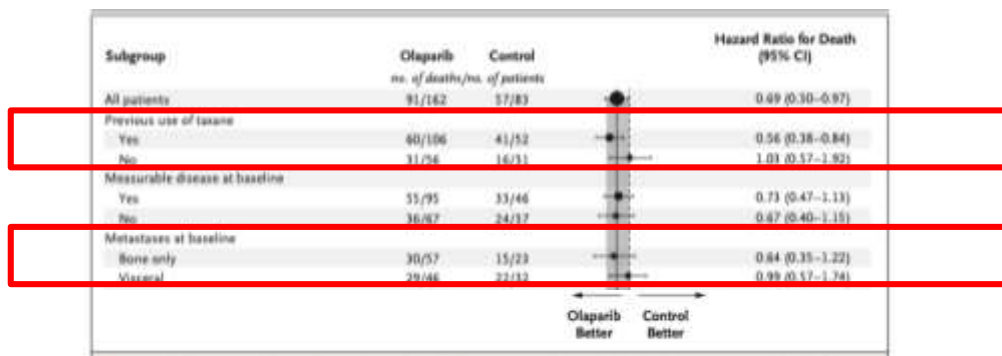 Subgroup Olaparib Control Hazard Ratio for Death (95% CI)
no. of deaths/no. of patients
All patients 91/162 57/83 0.69 (0.50–0.97)
Previous use of taxane
Yes 60/106 41/52 0.56 (0.38–0.84)
No 31/56 16/31 1.03 (0.57–1.92)
Measurable disease at baseline
Yes 55/95 33/46 0.73 (0.47–1.13)
No 36/67 24/37 0.67 (0.40–1.15)
Metastases at baseline
Bone only 30/57 15/23 (0.35–1.22)
Visceral 29/46 22/32 0.99 (0.57–1.74)
Olaparib Better Control Better